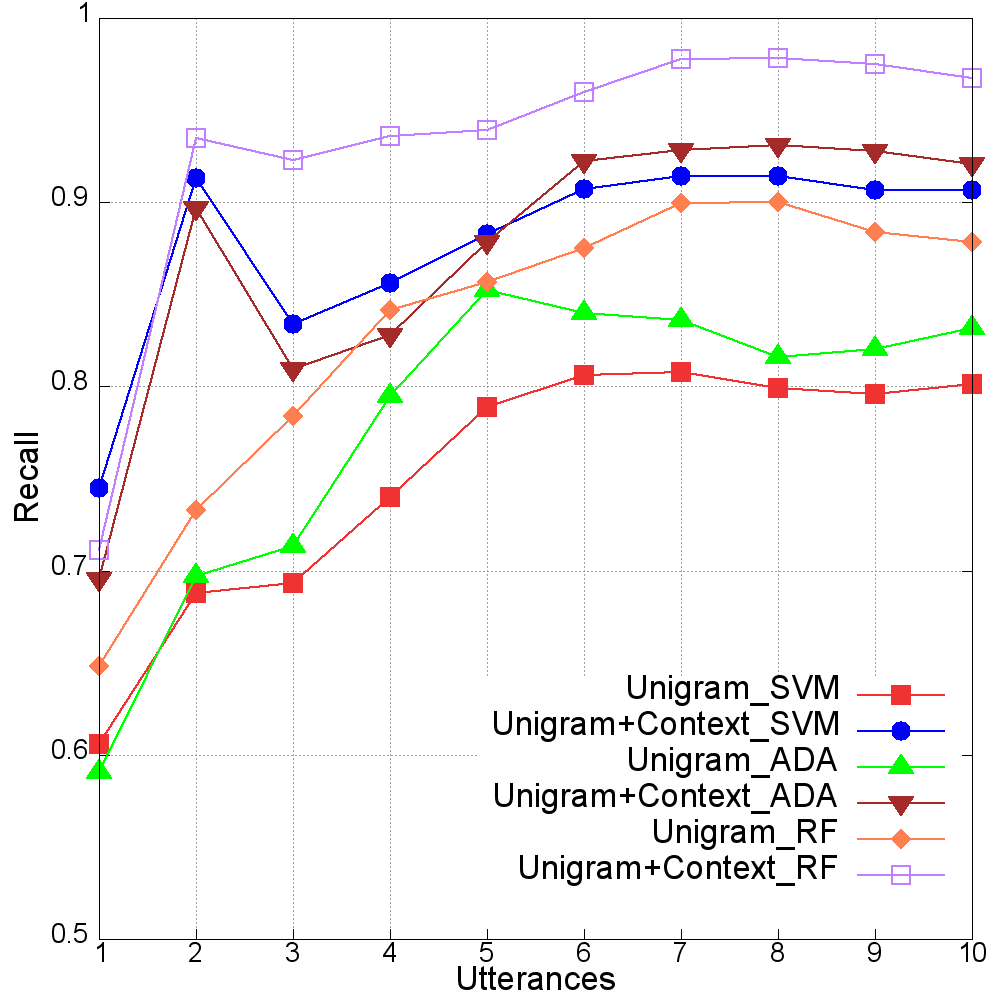 1
0.9
0.8
0.7
0.6
0.5
Recall
Unigram_SVM
Unigram+Context_SVM
Unigram_ADA
Unigram+Context_ADA
Unigram_RF
Unigram+Context_RF
1 2 3 4 5 6 7 8 9 10
Utterances